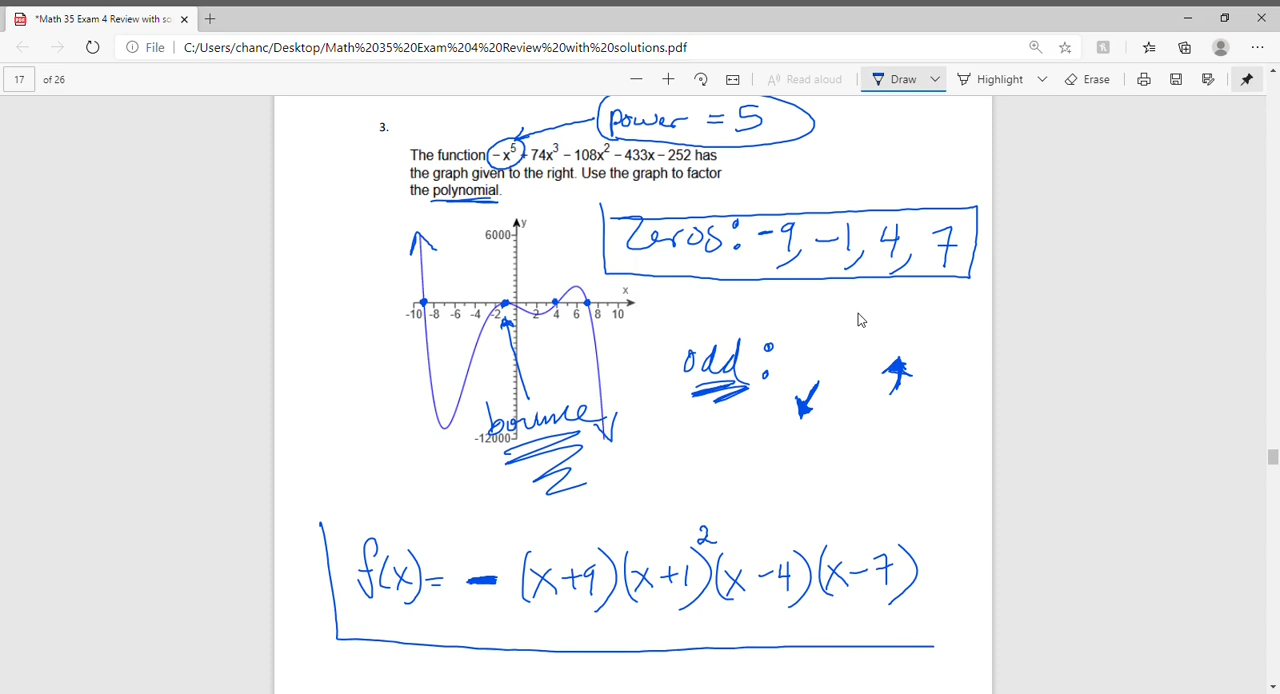 *Math 35 Exam 4 Review with so
File C:/Users/chanc/Desktop/Math%2035%20Exam%204%20Review%20with%20solutions.pdf
17 of 26 Read aloud Draw Highlight Erase
power = 5
3.
The function -x⁵ + 74x³ - 108x² - 433x - 252 has
the graph given to the right. Use the graph to factor
the polynomial.
Zeros: -9, -1, 4, 7
y
6000
x
-10 -8 -6 -4 -2 2 4 6 8 10
odd:
bounce
-12000
f(x) = - (x+9)(x+1)²(x-4)(x-7)